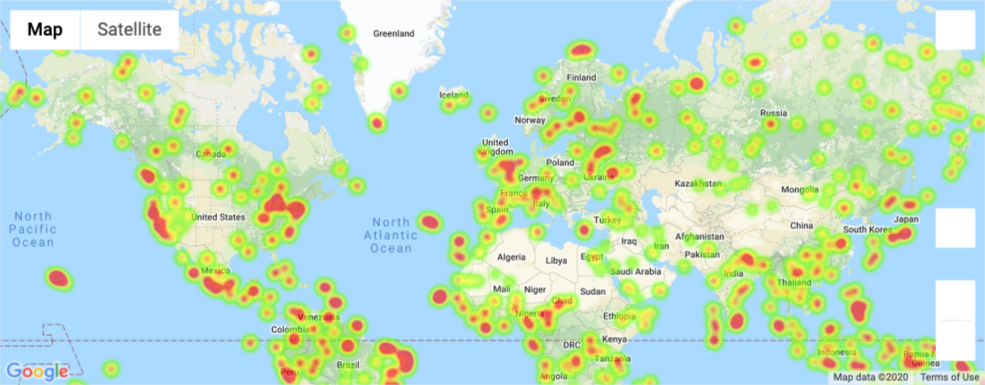 Map Satellite
Greenland
Iceland
Finland
Sweden
Norway
Russia
Canada
United
Kingdom
Poland
Germany
Ukraine
Kazakhstan
Mongolia
France
Italy
Spain
Turkey
North
Pacific
Ocean
United States
North
Atlantic
Ocean
China
South Korea
Japan
Algeria
Libya
Egypt
Iraq
Iran
Afghanistan
Pakistan
Saudi Arabia
India
Thailand
Mexico
Mali
Niger
Chad
Sudan
Nigeria
Ethiopia
Venezuela
Colombia
DRC
Kenya
Tanzania
Angola
Indonesia
Papua N
Guinea
Brazil
Peru
Google
Map data ©2020 Terms of Use